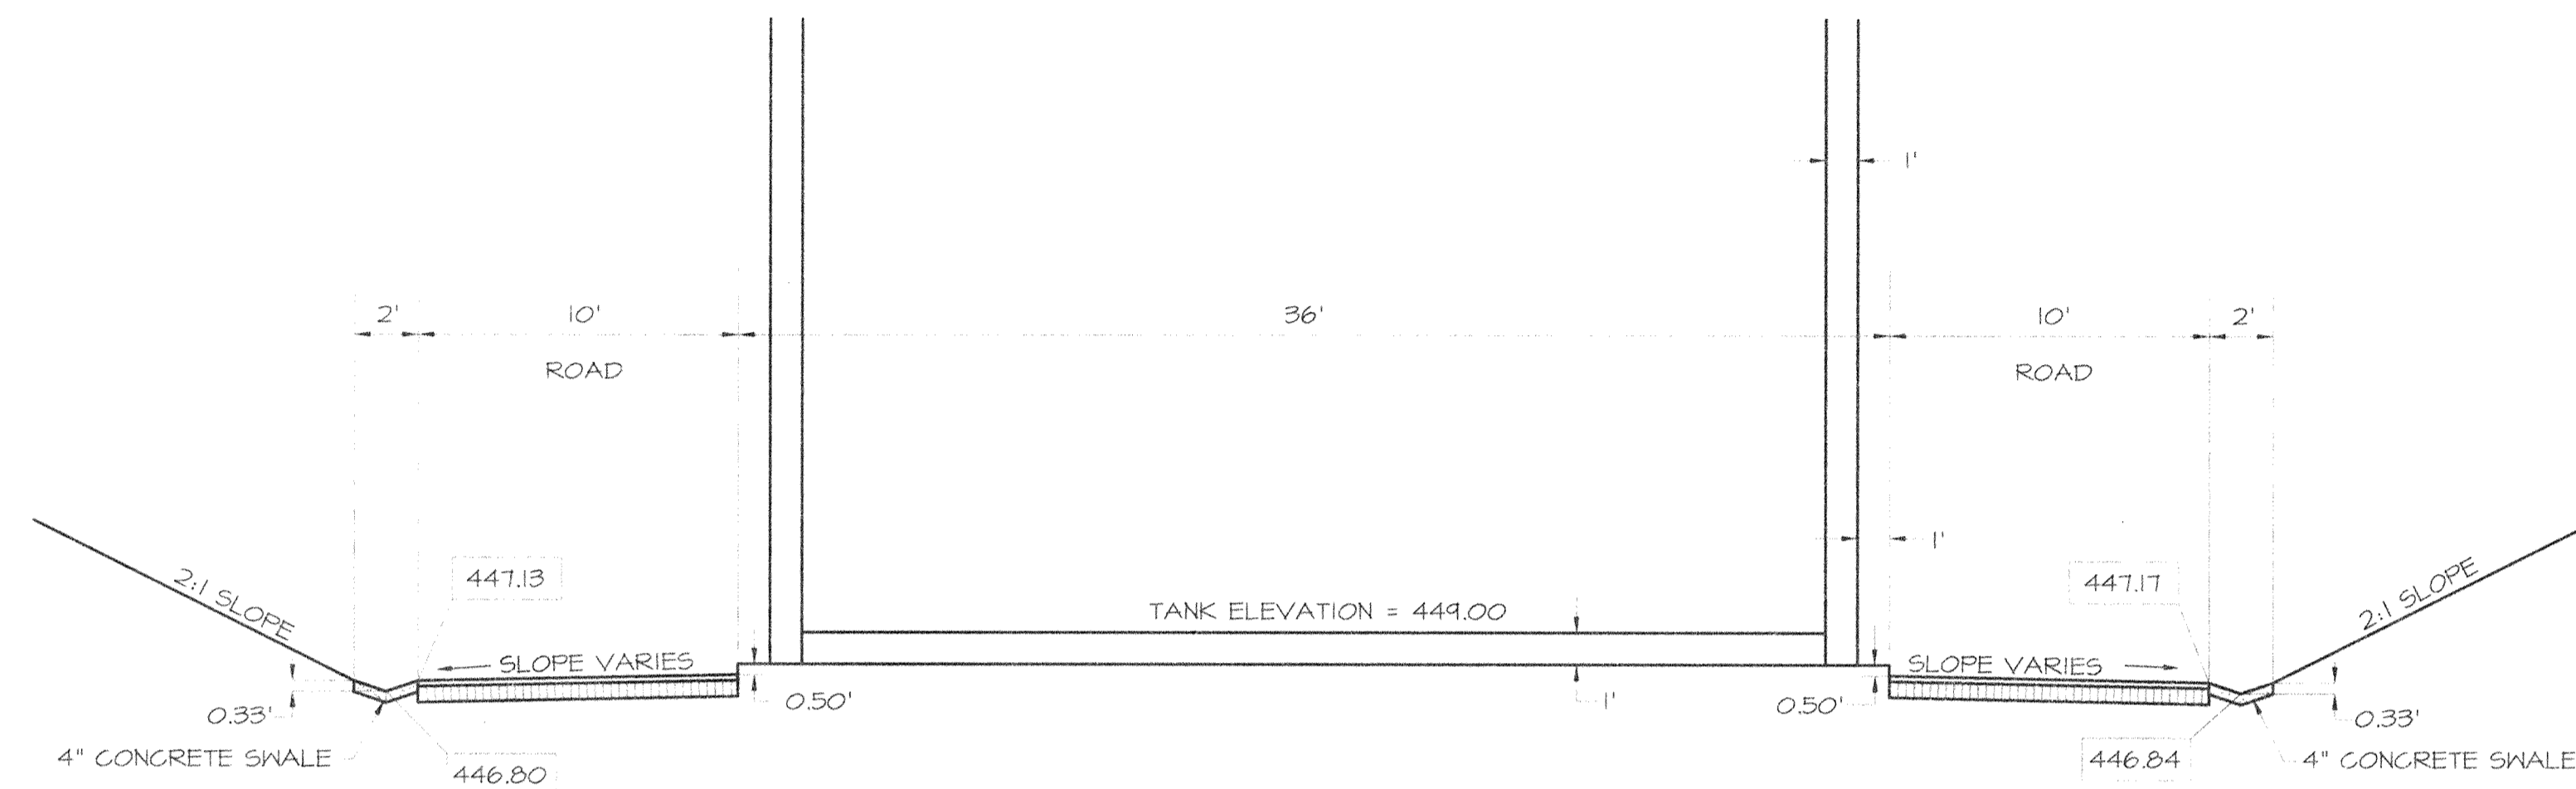 1'
2'
10'
36'
10'
2'
ROAD
ROAD
1'
2:1 SLOPE
447.13
TANK ELEVATION = 449.00
447.17
2:1 SLOPE
SLOPE VARIES
SLOPE VARIES
0.33'
0.50'
1'
0.50'
0.33'
4" CONCRETE SWALE
446.80
446.84
4" CONCRETE SWALE